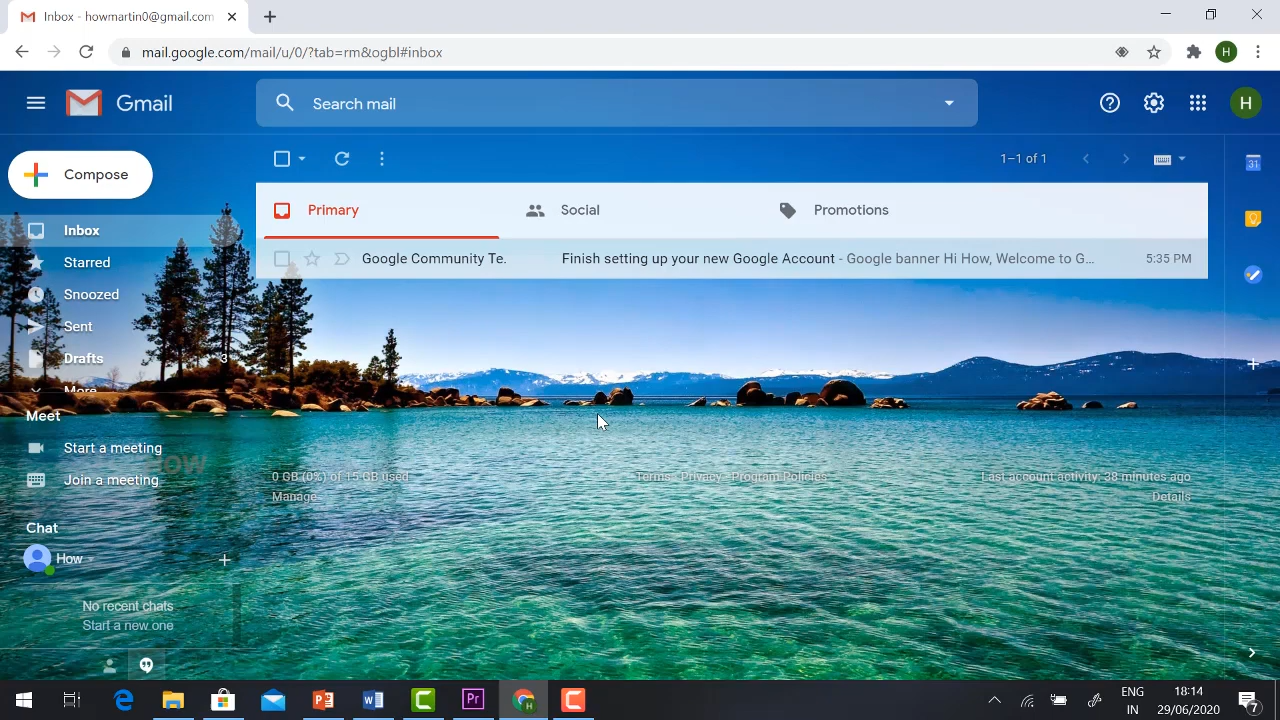 Inbox - howmartin0@gmail.com
mail.google.com/mail/u/0/?tab=rm&ogbl#inbox
H
Gmail
Search mail
H
Compose
1–1 of 1
31
Primary
Social
Promotions
Inbox
Google Community Te.
Finish setting up your new Google Account - Google banner Hi How, Welcome to G...
5:35 PM
Starred
Snoozed
Sent
Drafts
3
More
Meet
Start a meeting
HOW
Join a meeting
0 GB (0%) of 15 GB used
Manage
Terms · Privacy · Program Policies
Last account activity: 38 minutes ago
Details
Chat
How
No recent chats
Start a new one
ENG
IN
18:14
29/06/2020
7